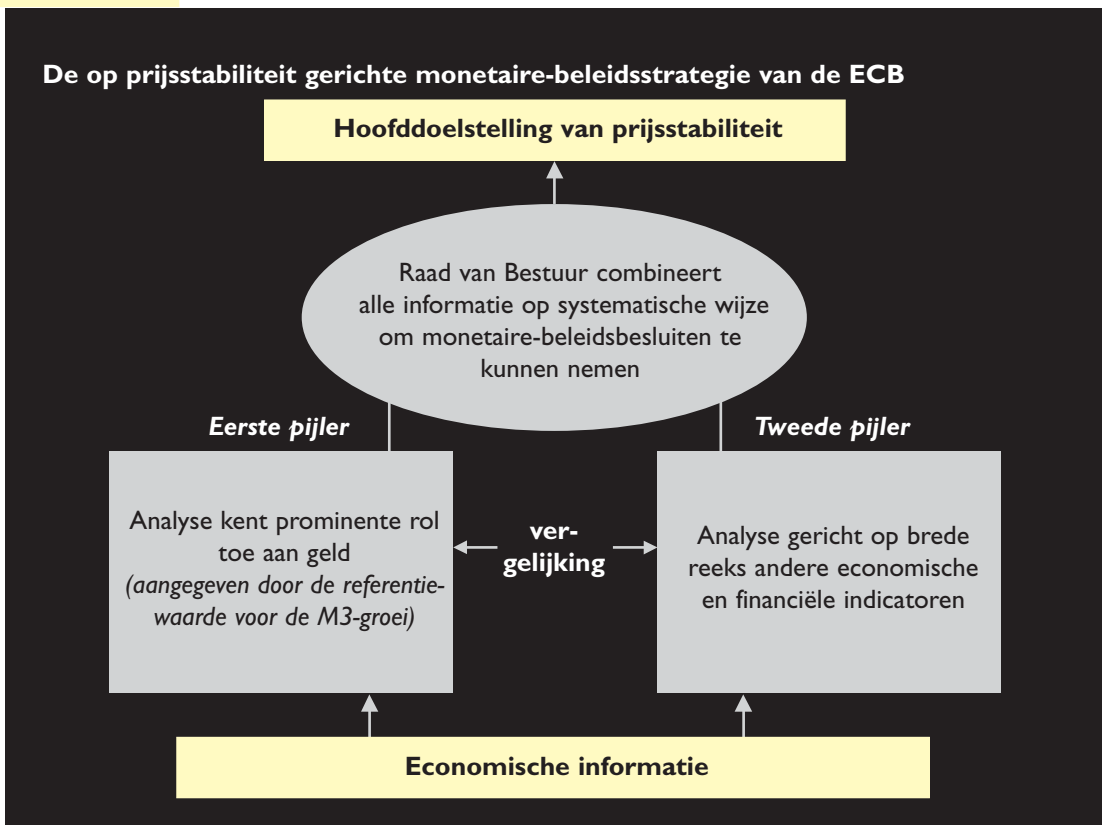 De op prijsstabiliteit gerichte monetaire-beleidsstrategie van de ECB
Hoofddoelstelling van prijsstabiliteit
Raad van Bestuur combineert
alle informatie op systematische wijze
om monetaire-beleidsbesluiten te
kunnen nemen
Eerste pijler
Tweede pijler
Analyse kent prominente rol
toe aan geld
(aangegeven door de referentie-
waarde voor de M3-groei)
ver-
gelijking
Analyse gericht op brede
reeks andere economische
en financiële indicatoren
Economische informatie